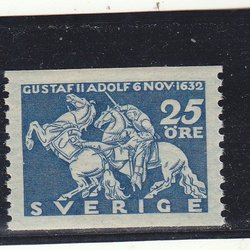 GUSTAF II ADOLF 6 NOV • 1632
25
ÖRE
SVERIGE